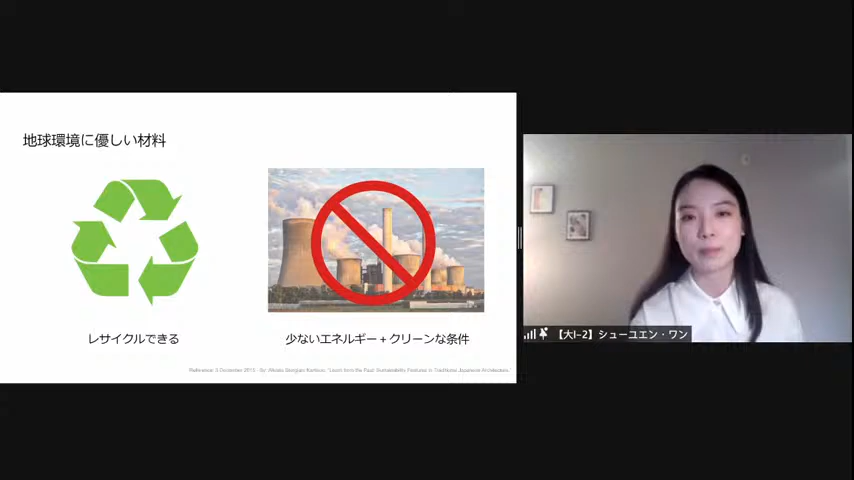 地球環境に優しい材料
レサイクルできる
少ないエネルギー＋クリーンな条件
【大I-2】シューユエン・ワン